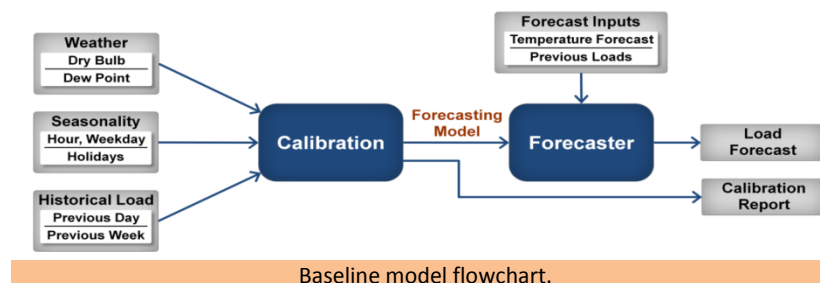 Weather
Dry Bulb
Dew Point
Seasonality
Hour, Weekday
Holidays
Historical Load
Previous Day
Previous Week
Calibration
Forecasting
Model
Forecast Inputs
Temperature Forecast
Previous Loads
Forecaster
Load
Forecast
Calibration
Report
Baseline model flowchart.